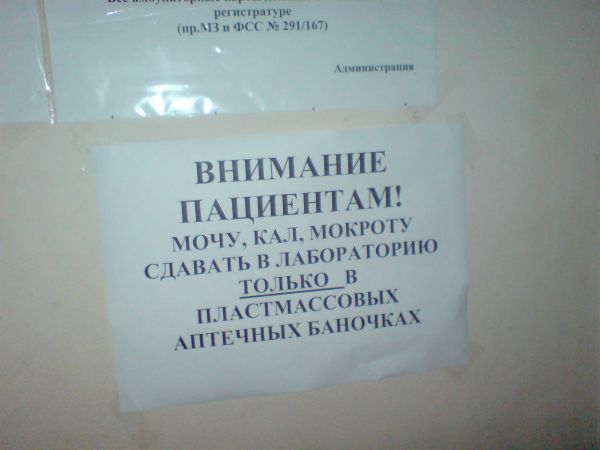 регистратуре
(пр.МЗ и ФСС № 291/167)
Администрация
ВНИМАНИЕ
ПАЦИЕНТАМ!
МОЧУ, КАЛ, МОКРОТУ
СДАВАТЬ В ЛАБОРАТОРИЮ
ТОЛЬКО В
ПЛАСТМАССОВЫХ
АПТЕЧНЫХ БАНОЧКАХ